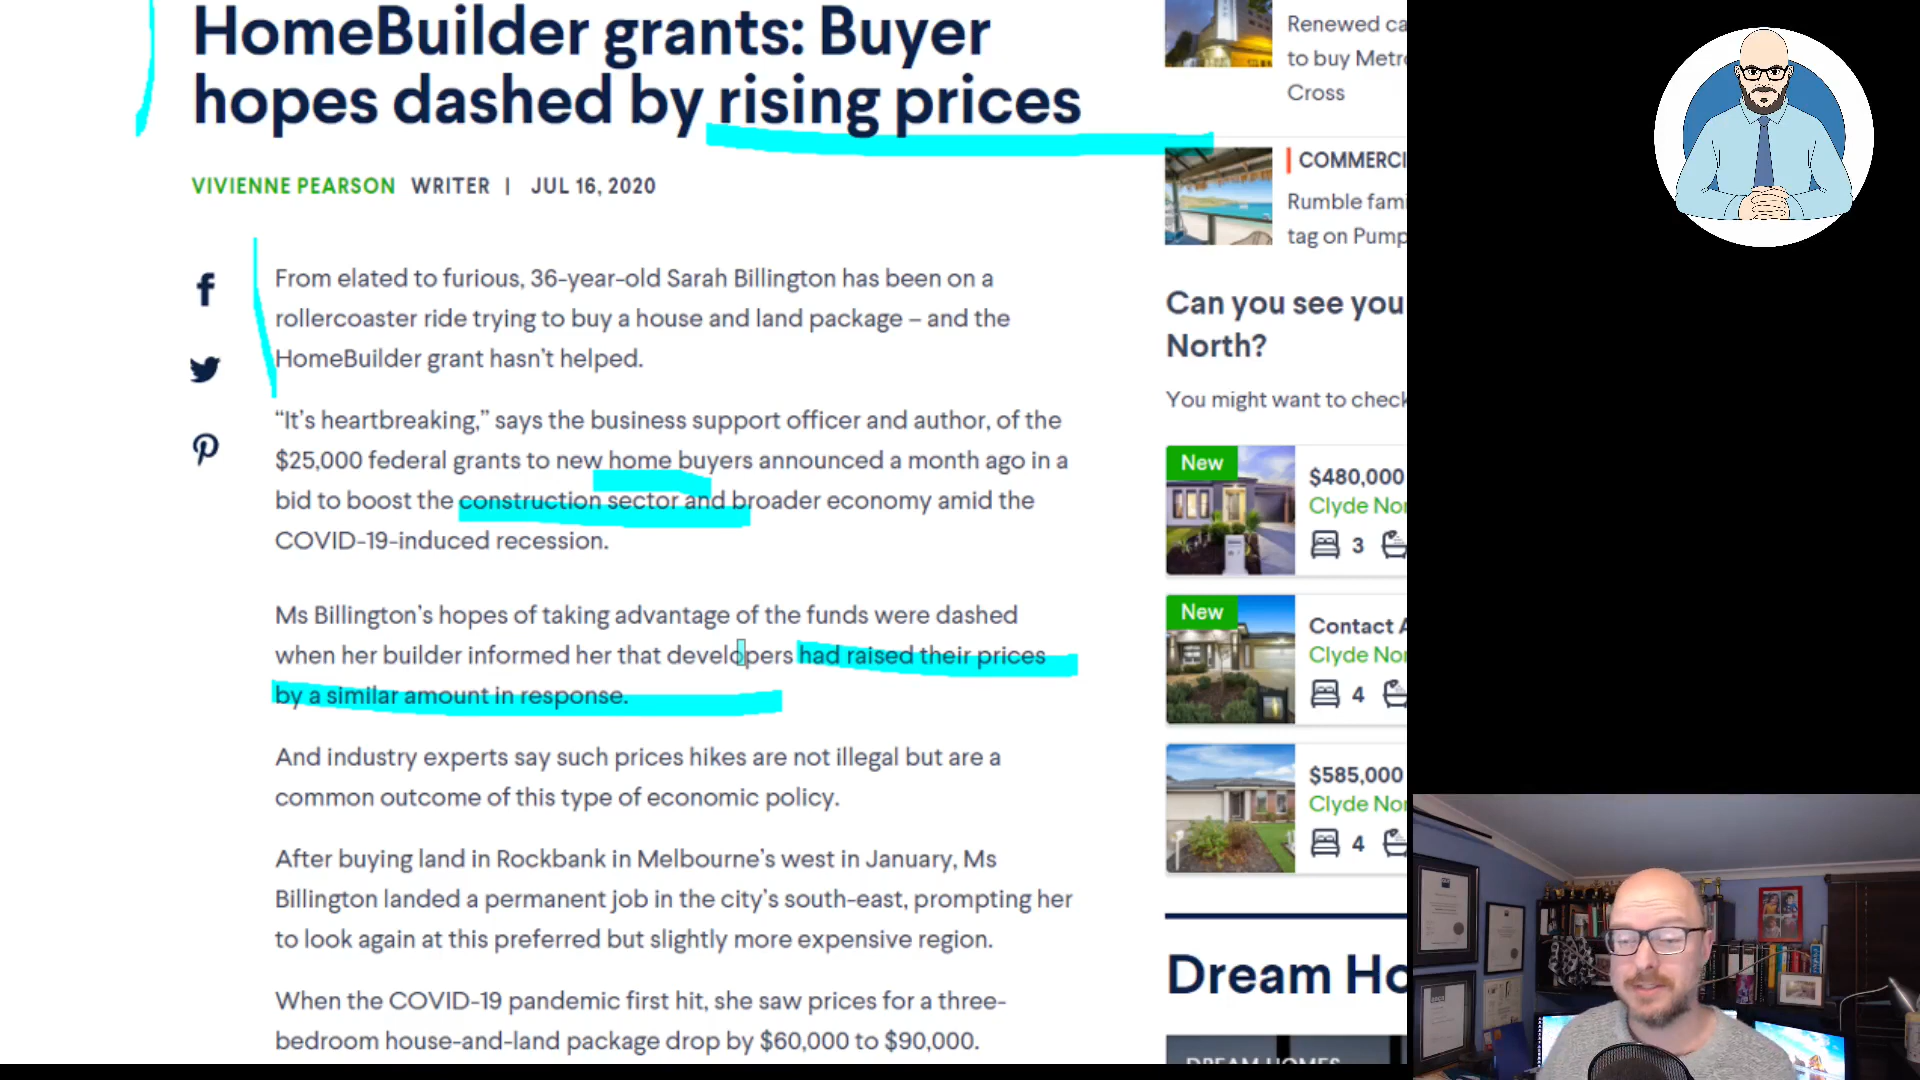 HomeBuilder grants: Buyer
hopes dashed by rising prices
VIVIENNE PEARSON WRITER | JUL 16, 2020
From elated to furious, 36-year-old Sarah Billington has been on a
rollercoaster ride trying to buy a house and land package – and the
HomeBuilder grant hasn't helped.
“It's heartbreaking,” says the business support officer and author, of the
$25,000 federal grants to new home buyers announced a month ago in a
bid to boost the construction sector and broader economy amid the
COVID-19-induced recession.
Ms Billington's hopes of taking advantage of the funds were dashed
when her builder informed her that developers had raised their prices
by a similar amount in response.
And industry experts say such prices hikes are not illegal but are a
common outcome of this type of economic policy.
After buying land in Rockbank in Melbourne's west in January, Ms
Billington landed a permanent job in the city's south-east, prompting her
to look again at this preferred but slightly more expensive region.
When the COVID-19 pandemic first hit, she saw prices for a three-
bedroom house-and-land package drop by $60,000 to $90,000.
Renewed ca
to buy Metr
Cross
COMMERCI
Rumble fam
tag on Pump
Can you see you
North?
You might want to check
New
$480,000
Clyde Nor
3
New
Contact A
Clyde Nor
4
$585,000
Clyde Nor
4
Dream Ho
DREAM HOMES